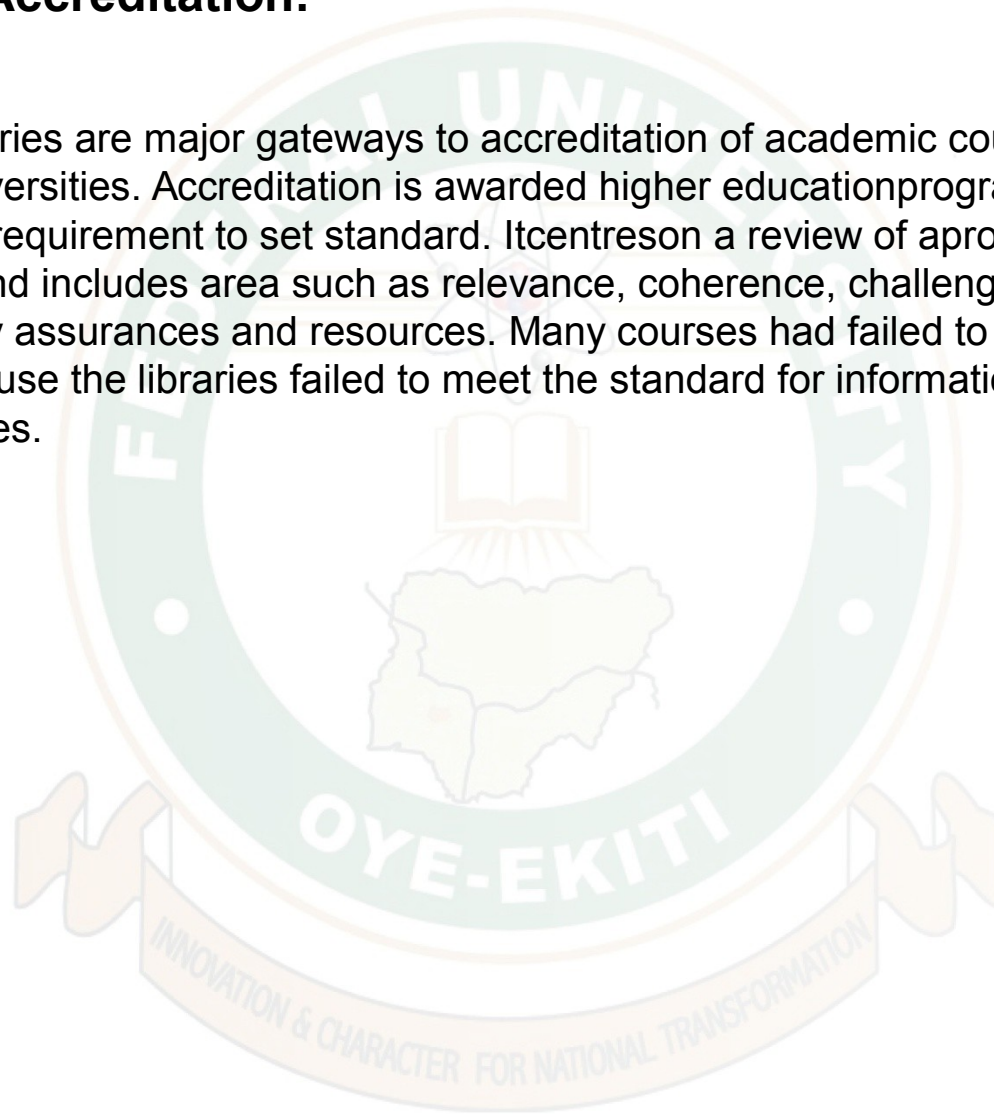 Accreditation:
ries are major gateways to accreditation of academic cou
versities. Accreditation is awarded higher educationprogra
requirement to set standard. Itcentreson a review of apro
nd includes area such as relevance, coherence, challeng
y assurances and resources. Many courses had failed to
use the libraries failed to meet the standard for informatio
es.
FEDERAL UNIVERSITY
OYE-EKITI
INNOVATION & CHARACTER FOR NATIONAL TRANSFORMATION